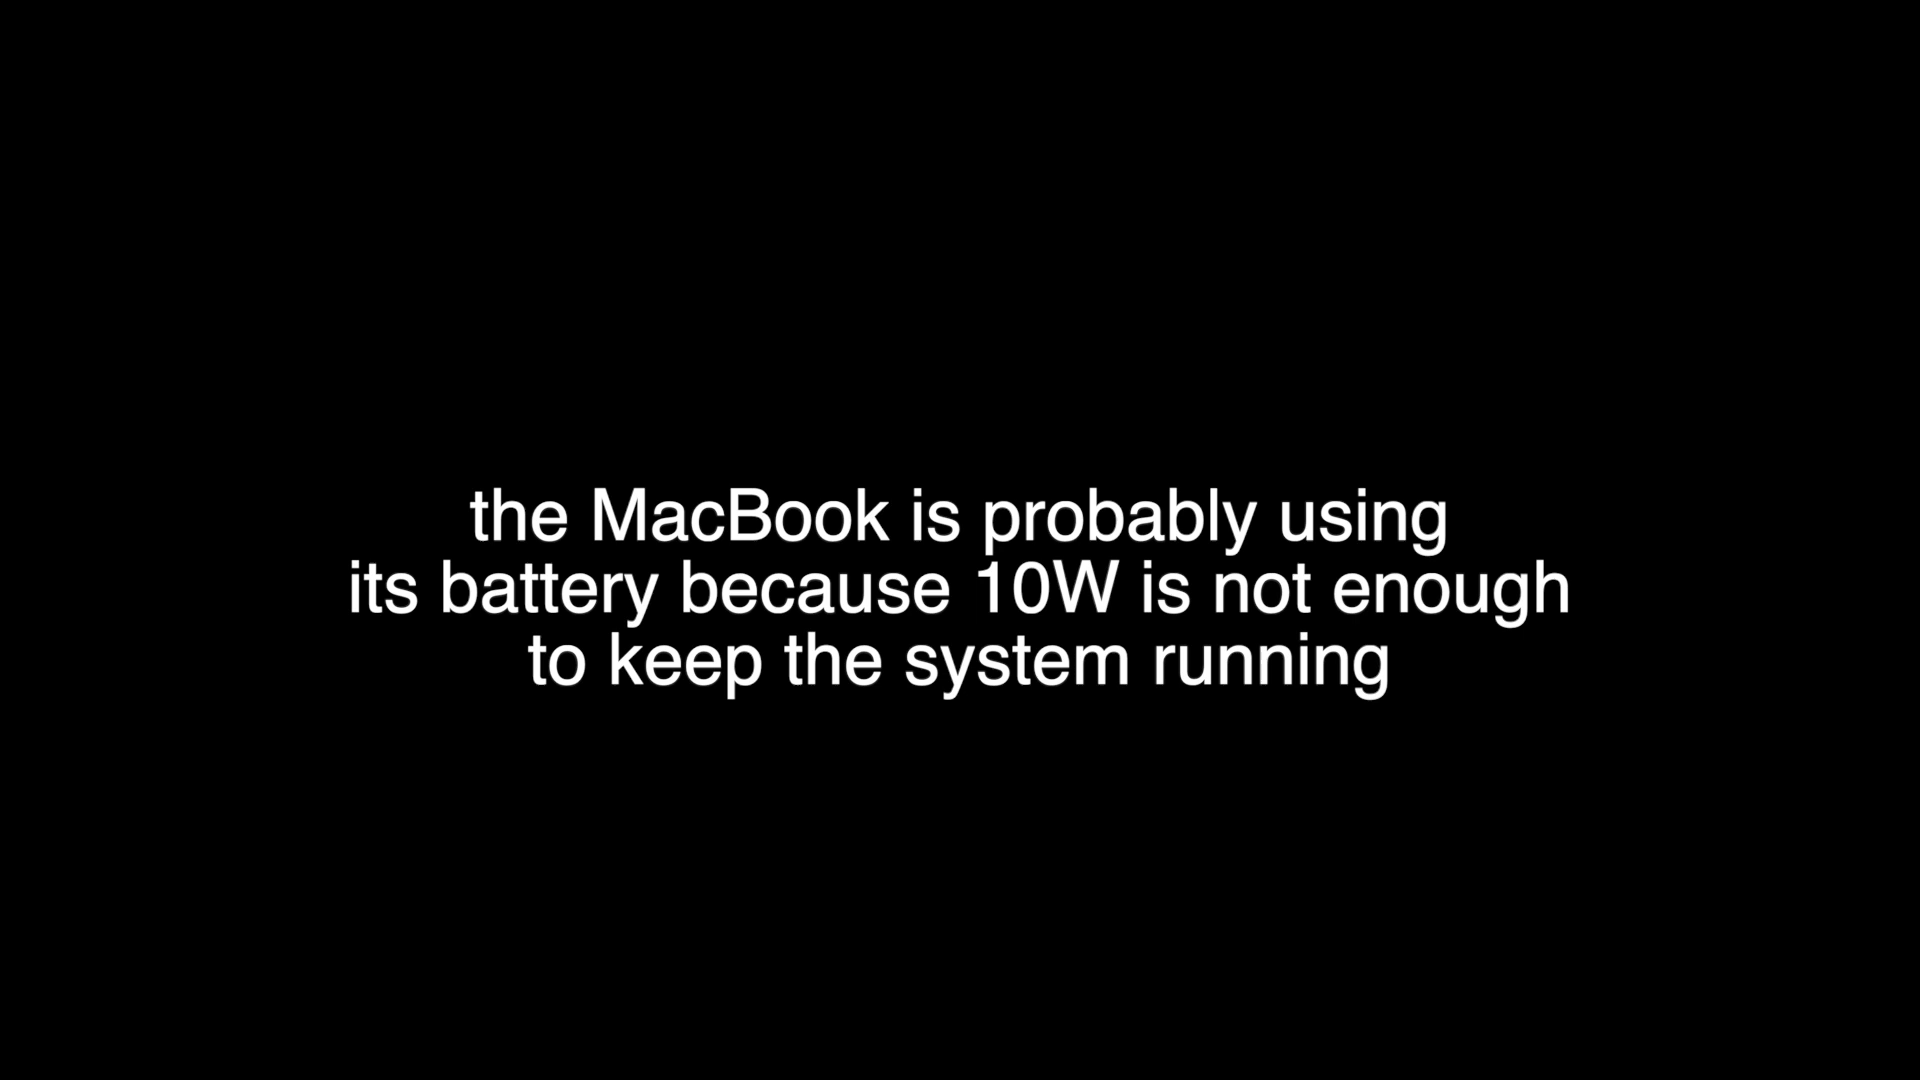 the MacBook is probably using
its battery because 10W is not enough
to keep the system running